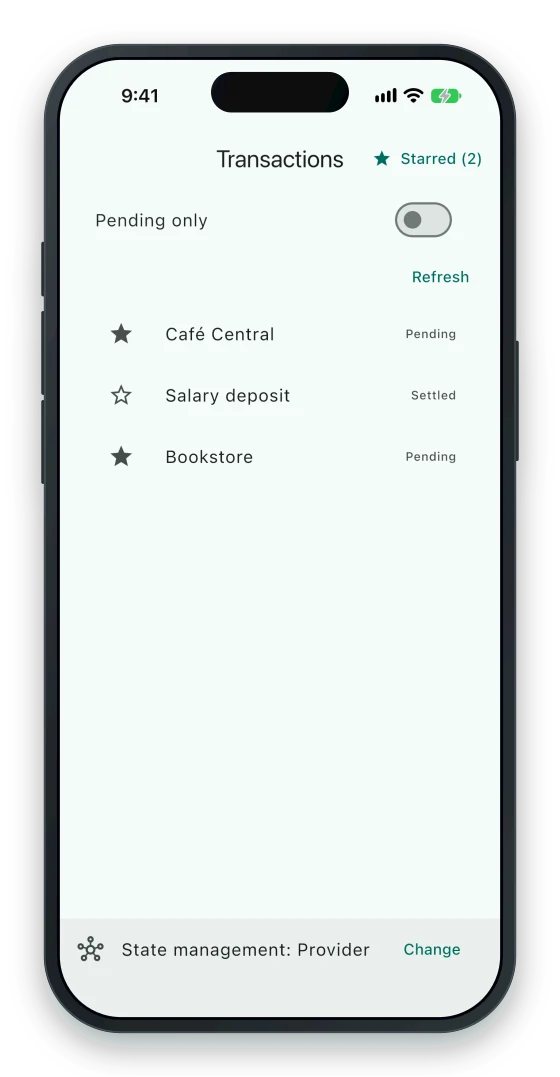 9:41
Transactions
Starred (2)
Pending only
Refresh
Café Central Pending
Salary deposit Settled
Bookstore Pending
State management: Provider Change